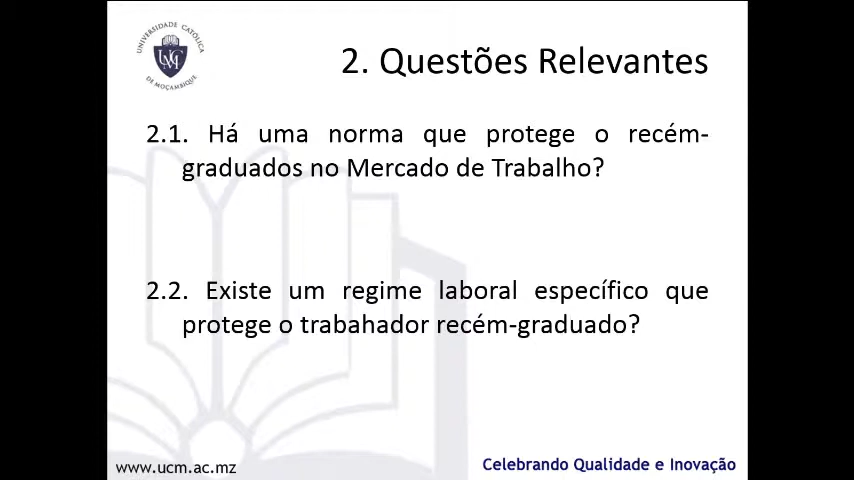 UNIVERSIDADE CATÓLICA
UMC
DE MOÇAMBIQUE
2. Questões Relevantes
2.1. Há uma norma que protege o recém-
graduados no Mercado de Trabalho?
2.2. Existe um regime laboral específico que
protege o trabahador recém-graduado?
www.ucm.ac.mz
Celebrando Qualidade e Inovação